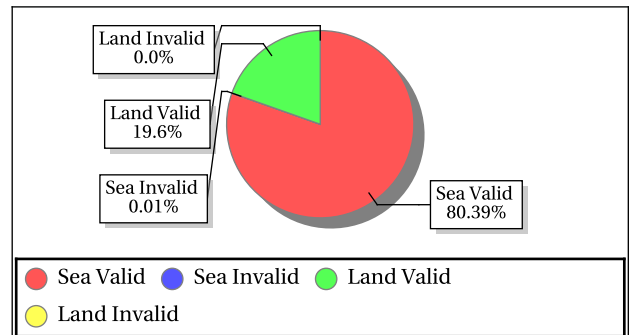 Land Invalid
0.0%
Land Valid
19.6%
Sea Invalid
0.01%
Sea Valid
80.39%
Sea Valid Sea Invalid Land Valid
Land Invalid